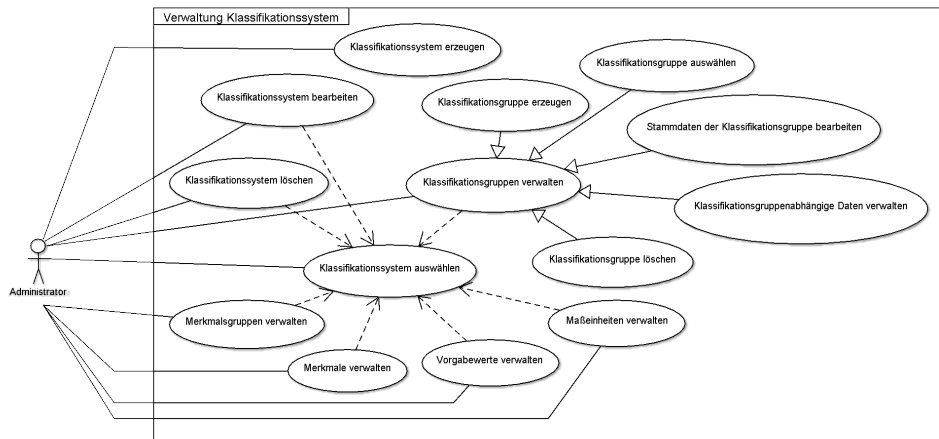 Verwaltung Klassifikationssystem
Klassifikationssystem erzeugen
Klassifikationsgruppe auswählen
Klassifikationssystem bearbeiten
Klassifikationsgruppe erzeugen
Stammdaten der Klassifikationsgruppe bearbeiten
Klassifikationssystem löschen
Klassifikationsgruppen verwalten
Klassifikationsgruppenabhängige Daten verwalten
Klassifikationssystem auswählen
Klassifikationsgruppe löschen
Administrator
Merkmalsgruppen verwalten
Maßeinheiten verwalten
Merkmale verwalten
Vorgabewerte verwalten